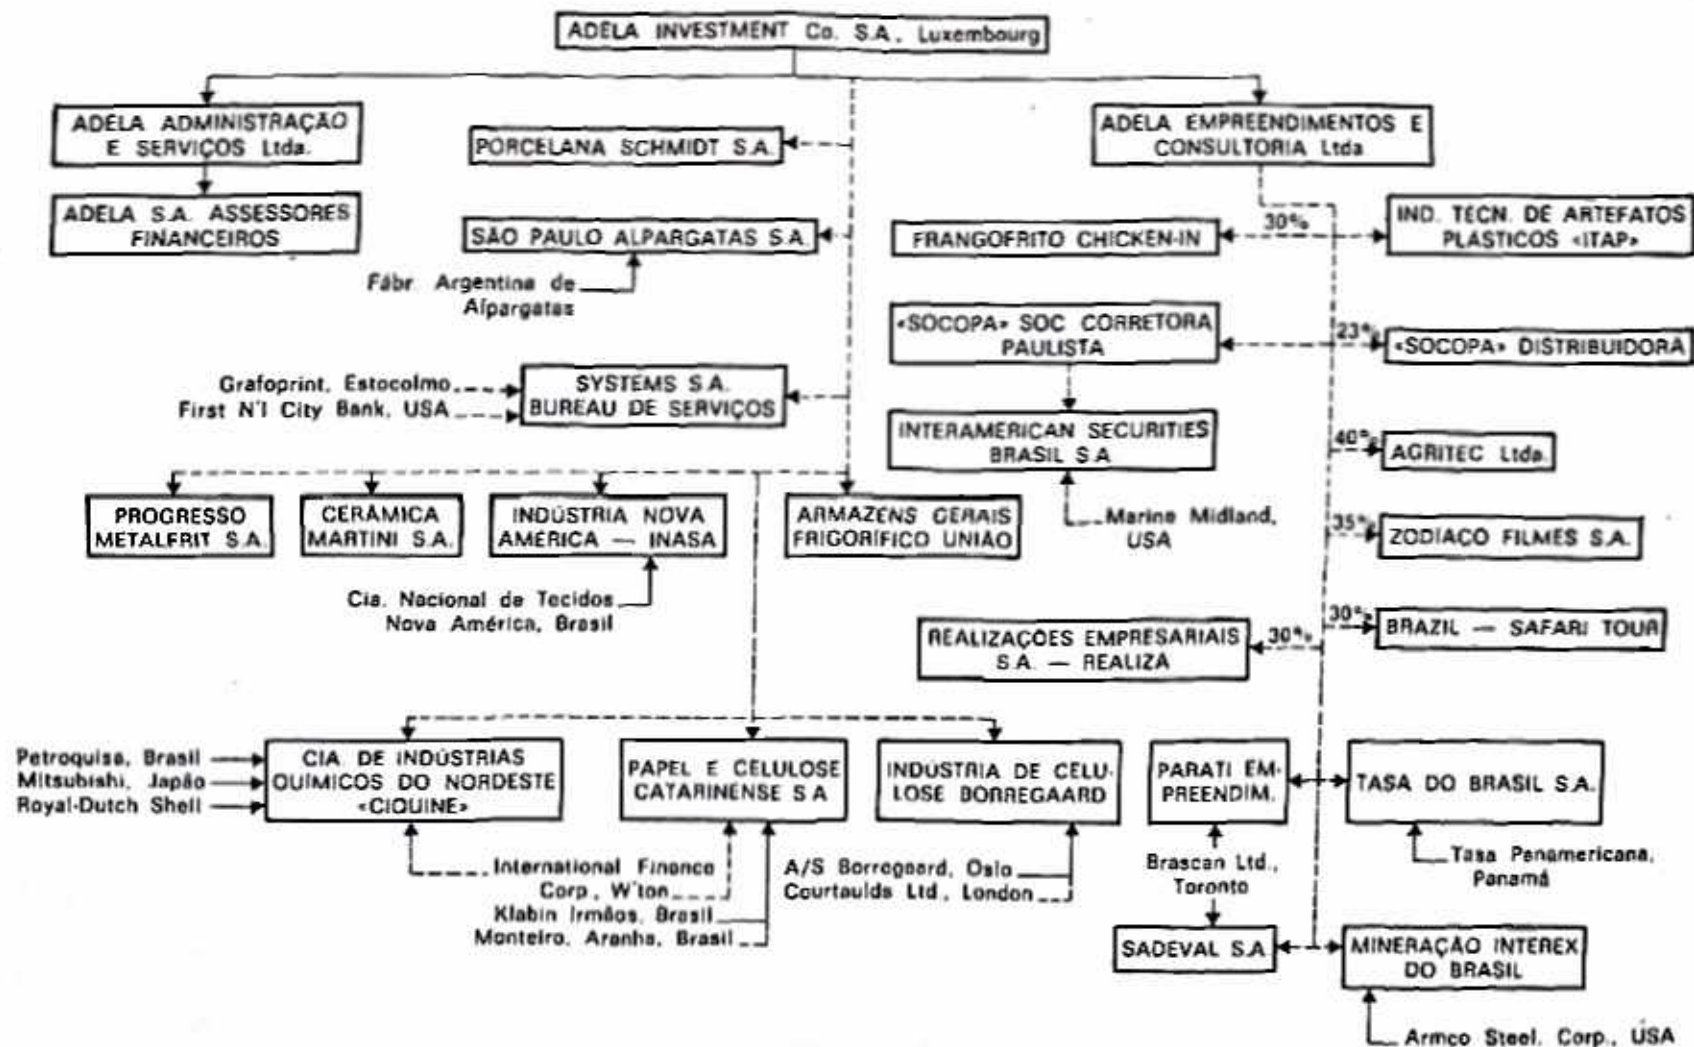 ADELA INVESTMENT Co. S.A., Luxembourg
ADELA ADMINISTRAÇÃO
E SERVIÇOS Ltda.
ADELA S.A. ASSESSORES
FINANCEIROS
PORCELANA SCHMIDT S.A.
SÃO PAULO ALPARGATAS S.A.
Fábr. Argentina de
Alpargatas
Grafoprint, Estocolmo
First N'l City Bank, USA
SYSTEMS S.A.
BUREAU DE SERVIÇOS
PROGRESSO
METALFRIT S.A.
CERÂMICA
MARTINI S.A.
INDÚSTRIA NOVA
AMÉRICA — INASA
ARMAZENS GERAIS
FRIGORÍFICO UNIÃO
Cia. Nacional de Tecidos
Nova América, Brasil
ADELA EMPREENDIMENTOS E
CONSULTORIA Ltda
FRANGOFRITO CHICKEN-IN
30%
IND. TECN. DE ARTEFATOS
PLÁSTICOS «ITAP»
«SOCOPA» SOC CORRETORA
PAULISTA
23%
«SOCOPA» DISTRIBUIDORA
INTERAMERICAN SECURITIES
BRASIL S.A
Marine Midland,
USA
40%
AGRITEC Ltda.
35%
ZODÍACO FILMES S.A.
30%
BRAZIL — SAFARI TOUR
REALIZAÇÕES EMPRESARIAIS
S.A. — REALIZA
30%
Petroquisa, Brasil
Mitsubishi, Japão
Royal-Dutch Shell
CIA DE INDÚSTRIAS
QUÍMICOS DO NORDESTE
«CIQUINE»
PAPEL E CELULOSE
CATARINENSE S A
INDÚSTRIA DE CELU-
LOSE BORREGAARD
PARATI EM-
PREENDIM.
TASA DO BRASIL S.A.
International Finance
Corp., W'ton
Klabin Irmãos, Brasil
Monteiro, Aranha, Brasil
A/S Borregaard, Oslo
Courtaulds Ltd., London
Brascan Ltd.,
Toronto
Tasa Panamericana,
Panamá
SADEVAL S.A.
MINERAÇÃO INTEREX
DO BRASIL
Armco Steel. Corp., USA